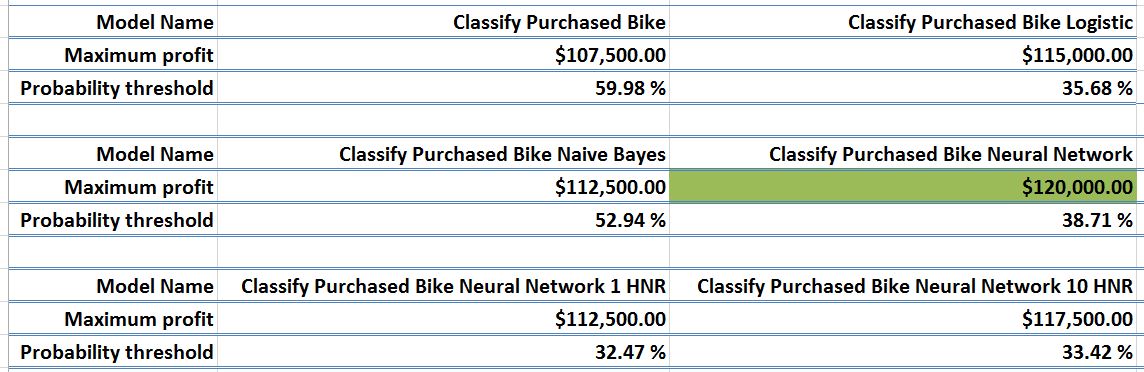 Model Name Classify Purchased Bike Classify Purchased Bike Logistic
Maximum profit $107,500.00 $115,000.00
Probability threshold 59.98 % 35.68 %
Model Name Classify Purchased Bike Naive Bayes Classify Purchased Bike Neural Network
Maximum profit $112,500.00 $120,000.00
Probability threshold 52.94 % 38.71 %
Model Name Classify Purchased Bike Neural Network 1 HNR Classify Purchased Bike Neural Network 10 HNR
Maximum profit $112,500.00 $117,500.00
Probability threshold 32.47 % 33.42 %